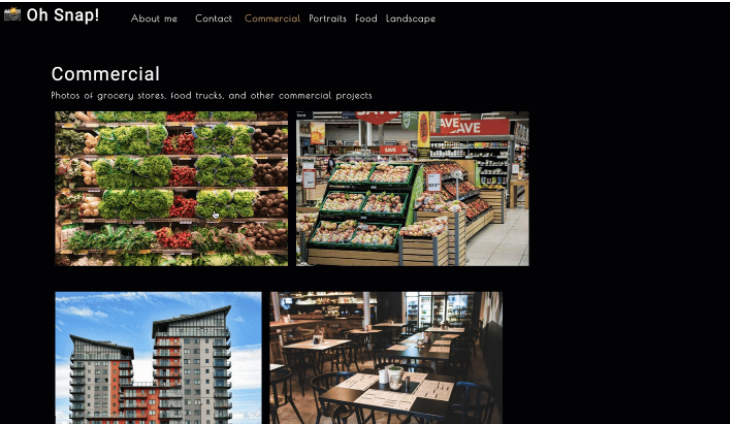 Oh Snap!
About me Contact Commercial Portraits Food Landscape
Commercial
Photos of grocery stores, food trucks, and other commercial projects
SAVE
SAVE
SAVE